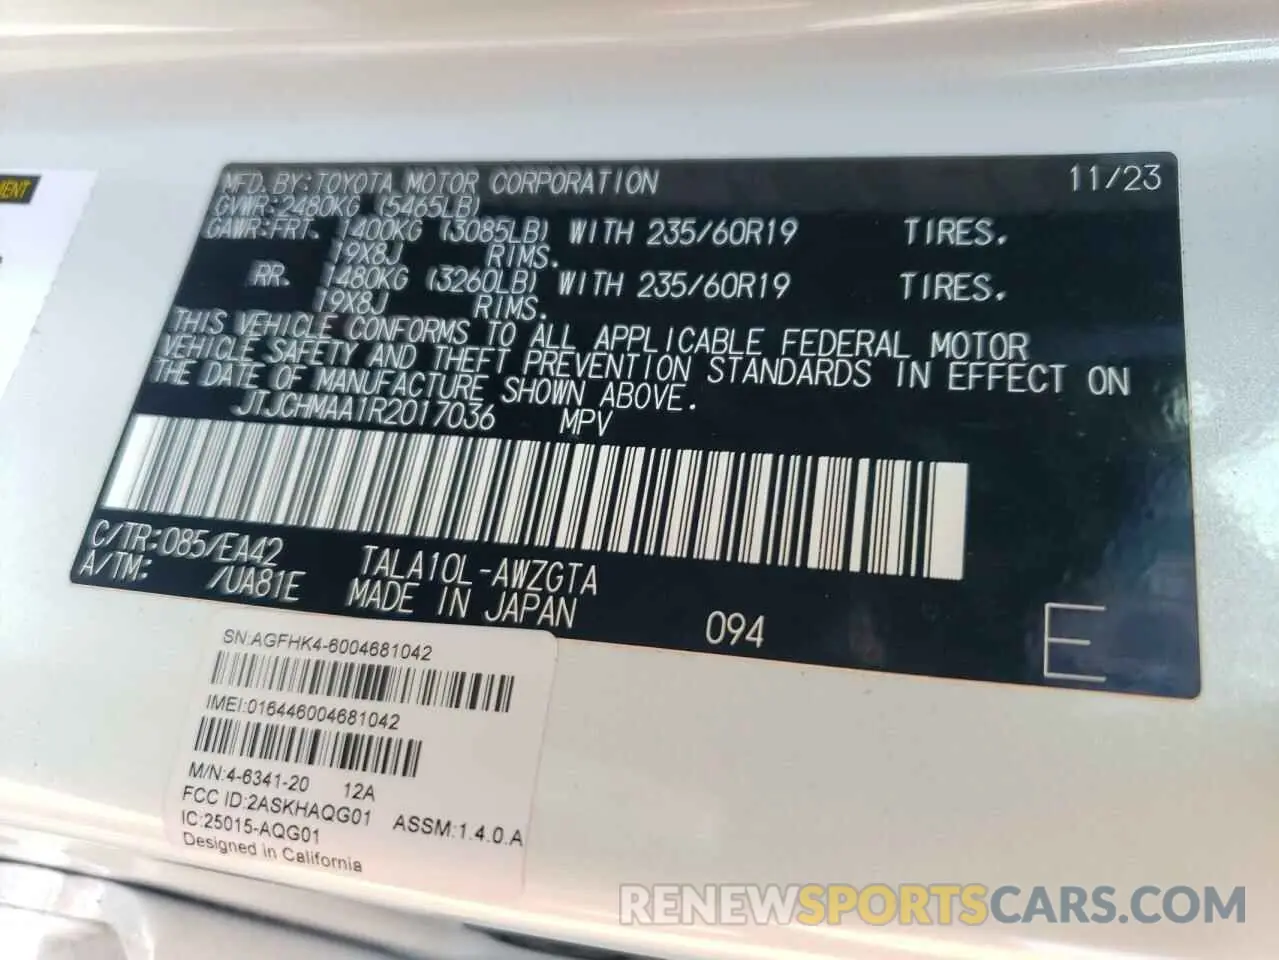 MENT
MFD. BY:TOYOTA MOTOR CORPORATION 11/23
GVWR:2480KG (5465LB)
GAWR:FRT. 1400KG (3085LB) WITH 235/60R19 TIRES.
19X8J RIMS.
RR. 1480KG (3260LB) WITH 235/60R19 TIRES.
19X8J RIMS.
THIS VEHICLE CONFORMS TO ALL APPLICABLE FEDERAL MOTOR
VEHICLE SAFETY AND THEFT PREVENTION STANDARDS IN EFFECT ON
THE DATE OF MANUFACTURE SHOWN ABOVE.
JTJCHMAA1R2017036 MPV
C/TR:085/EA42 TALA10L-AWZGTA
A/TM: /UA81E MADE IN JAPAN 094 E
SN:AGFHK4-6004681042
IMEI:016446004681042
M/N:4-6341-20 12A
FCC ID:2ASKHAQG01 ASSM:1.4.0.A
IC:25015-AQG01
Designed in California
RENEWSPORTSCARS.COM